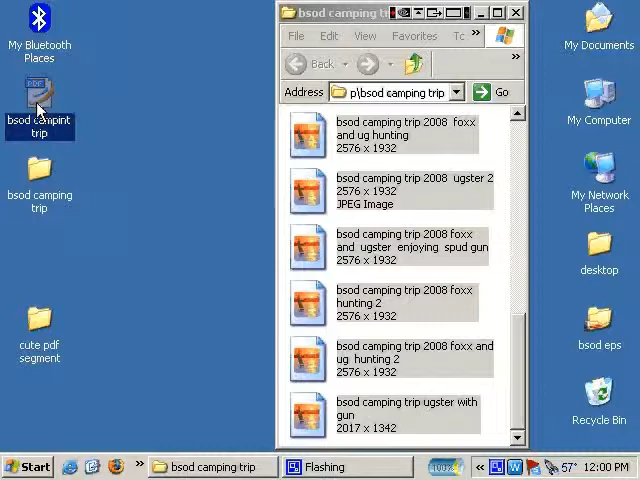 My Bluetooth
Places
PDF
bsod campint
trip
bsod camping
trip
cute pdf
segment
bsod camping trip
File Edit View Favorites To »
Back »
Address p\bsod camping trip Go
bsod camping trip 2008 foxx
and ug hunting
2576 x 1932
bsod camping trip 2008 ugster 2
2576 x 1932
JPEG Image
bsod camping trip 2008 foxx
and ugster enjoying spud gun
2576 x 1932
bsod camping trip 2008 foxx
hunting 2
2576 x 1932
bsod camping trip 2008 foxx and
ug hunting 2
2576 x 1932
bsod camping trip ugster with
gun
2017 x 1342
My Documents
My Computer
My Network
Places
desktop
bsod eps
Recycle Bin
Start » bsod camping trip Flashing 100% « W 57° 12:00 PM